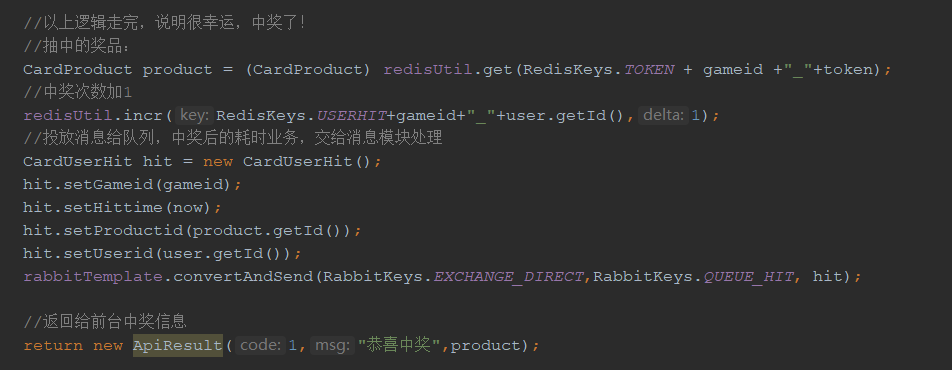 //以上逻辑走完，说明很幸运，中奖了！
//抽中的奖品：
CardProduct product = (CardProduct) redisUtil.get(RedisKeys.TOKEN + gameid +"_"+token);
//中奖次数加1
redisUtil.incr( key: RedisKeys.USERHIT+gameid+"_"+user.getId(), delta: 1);
//投放消息给队列，中奖后的耗时业务，交给消息模块处理
CardUserHit hit = new CardUserHit();
hit.setGameid(gameid);
hit.setHittime(now);
hit.setProductid(product.getId());
hit.setUserid(user.getId());
rabbitTemplate.convertAndSend(RabbitKeys.EXCHANGE_DIRECT,RabbitKeys.QUEUE_HIT, hit);
//返回给前台中奖信息
return new ApiResult( code: 1, msg: "恭喜中奖",product);